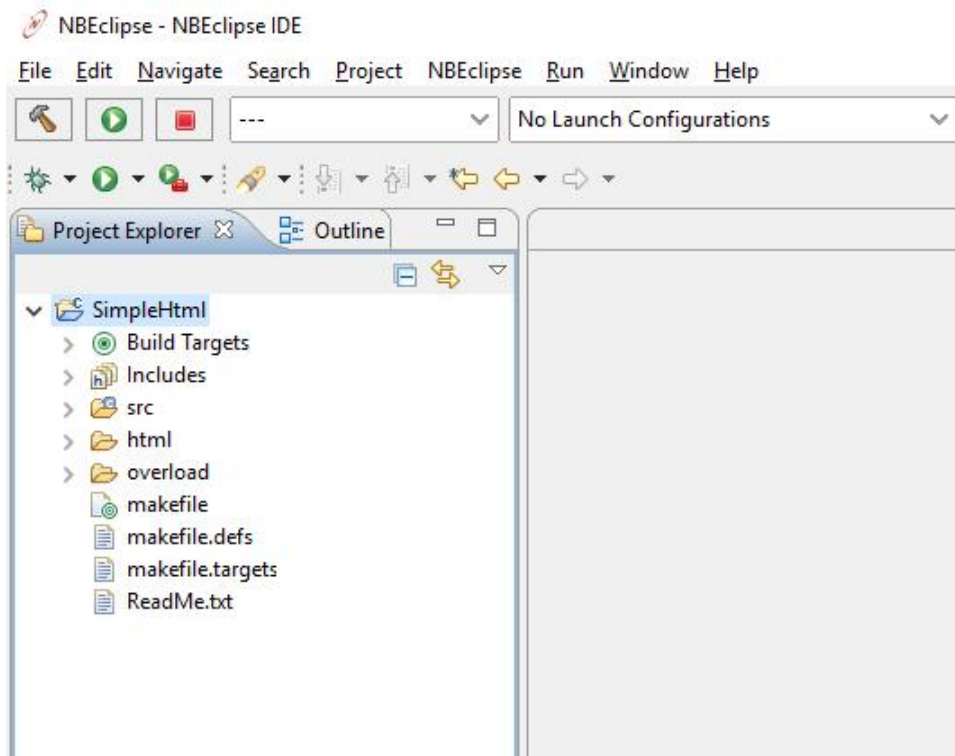 NBEclipse - NBEclipse IDE
File Edit Navigate Search Project NBEclipse Run Window Help
--- No Launch Configurations
Project Explorer Outline
SimpleHtml
Build Targets
Includes
src
html
overload
makefile
makefile.defs
makefile.targets
ReadMe.txt